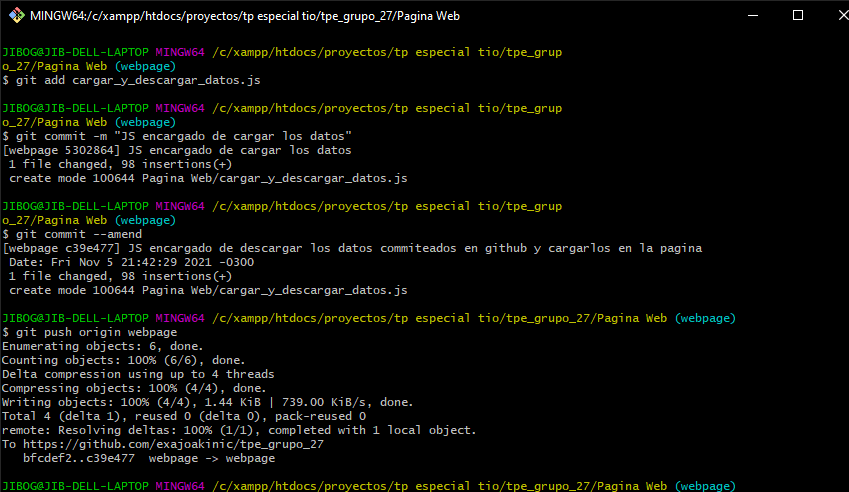 MINGW64:/c/xampp/htdocs/proyectos/tp especial tio/tpe_grupo_27/Pagina Web
JIBOG@JIB-DELL-LAPTOP MINGW64 /c/xampp/htdocs/proyectos/tp especial tio/tpe_grup
o_27/Pagina Web (webpage)
$ git add cargar_y_descargar_datos.js
JIBOG@JIB-DELL-LAPTOP MINGW64 /c/xampp/htdocs/proyectos/tp especial tio/tpe_grup
o_27/Pagina Web (webpage)
$ git commit -m "JS encargado de cargar los datos"
[webpage 5302864] JS encargado de cargar los datos
 1 file changed, 98 insertions(+)
 create mode 100644 Pagina Web/cargar_y_descargar_datos.js
JIBOG@JIB-DELL-LAPTOP MINGW64 /c/xampp/htdocs/proyectos/tp especial tio/tpe_grup
o_27/Pagina Web (webpage)
$ git commit --amend
[webpage c39e477] JS encargado de descargar los datos commiteados en github y cargarlos en la pagina
 Date: Fri Nov 5 21:42:29 2021 -0300
 1 file changed, 98 insertions(+)
 create mode 100644 Pagina Web/cargar_y_descargar_datos.js
JIBOG@JIB-DELL-LAPTOP MINGW64 /c/xampp/htdocs/proyectos/tp especial tio/tpe_grupo_27/Pagina Web (webpage)
$ git push origin webpage
Enumerating objects: 6, done.
Counting objects: 100% (6/6), done.
Delta compression using up to 4 threads
Compressing objects: 100% (4/4), done.
Writing objects: 100% (4/4), 1.44 KiB | 739.00 KiB/s, done.
Total 4 (delta 1), reused 0 (delta 0), pack-reused 0
remote: Resolving deltas: 100% (1/1), completed with 1 local object.
To https://github.com/exajoakinic/tpe_grupo_27
   bfcdef2..c39e477  webpage -> webpage
JIBOG@JIB-DELL-LAPTOP MINGW64 /c/xampp/htdocs/proyectos/tp especial tio/tpe_grupo_27/Pagina Web (webpage)